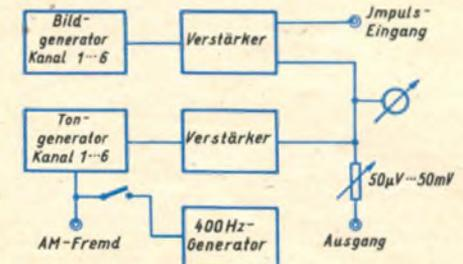 Bild-
generator
Kanal 1···6
Verstärker
Jmpuls-
Eingang
Ton-
generator
Kanal 1···6
Verstärker
50µV···50mV
AM-Fremd
400Hz-
Generator
Ausgang